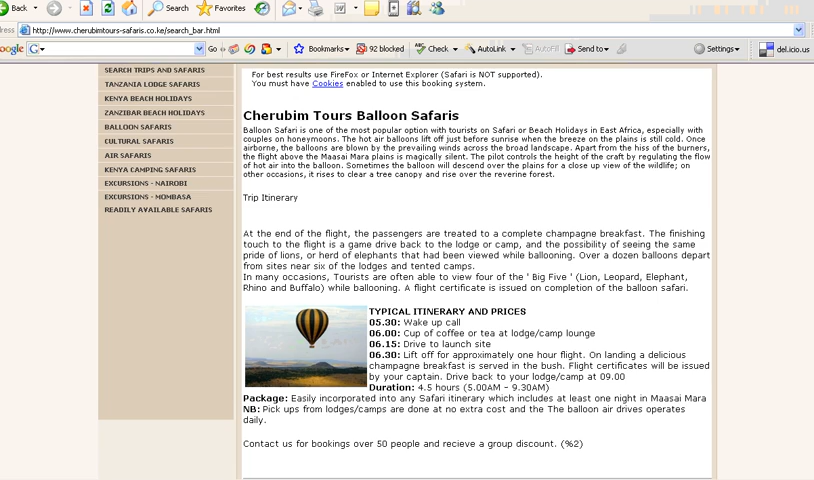 Back Search Favorites
dress http://www.cherubimtours-safaris.co.ke/search_bar.html
oogle G Go Bookmarks 92 blocked Check AutoLink AutoFill Send to Settings del.icio.us
SEARCH TRIPS AND SAFARIS
TANZANIA LODGE SAFARIS
KENYA BEACH HOLIDAYS
ZANZIBAR BEACH HOLIDAYS
BALLOON SAFARIS
CULTURAL SAFARIS
AIR SAFARIS
KENYA CAMPING SAFARIS
EXCURSIONS - NAIROBI
EXCURSIONS - MOMBASA
READILY AVAILABLE SAFARIS
For best results use FireFox or Internet Explorer (Safari is NOT supported).
You must have Cookies enabled to use this booking system.
Cherubim Tours Balloon Safaris
Balloon Safari is one of the most popular option with tourists on Safari or Beach Holidays in East Africa, especially with
couples on honeymoons. The hot air balloons lift off just before sunrise when the breeze on the plains is still cold. Once
airborne, the balloons are blown by the prevailing winds across the broad landscape. Apart from the hiss of the burners,
the flight above the Maasai Mara plains is magically silent. The pilot controls the height of the craft by regulating the flow
of hot air into the balloon. Sometimes the balloon will descend over the plains for a close up view of the wildlife; on
other occasions, it rises to clear a tree canopy and rise over the reverine forest.
Trip Itinerary
At the end of the flight, the passengers are treated to a complete champagne breakfast. The finishing
touch to the flight is a game drive back to the lodge or camp, and the possibility of seeing the same
pride of lions, or herd of elephants that had been viewed while ballooning. Over a dozen balloons depart
from sites near six of the lodges and tented camps.
In many occasions, Tourists are often able to view four of the ' Big Five ' (Lion, Leopard, Elephant,
Rhino and Buffalo) while ballooning. A flight certificate is issued on completion of the balloon safari.
TYPICAL ITINERARY AND PRICES
05.30: Wake up call
06.00: Cup of coffee or tea at lodge/camp lounge
06.15: Drive to launch site
06.30: Lift off for approximately one hour flight. On landing a delicious
champagne breakfast is served in the bush. Flight certificates will be issued
by your captain. Drive back to your lodge/camp at 09.00
Duration: 4.5 hours (5.00AM - 9.30AM)
Package: Easily incorporated into any Safari itinerary which includes at least one night in Maasai Mara
NB: Pick ups from lodges/camps are done at no extra cost and the The balloon air drives operates
daily.
Contact us for bookings over 50 people and recieve a group discount. (%2)